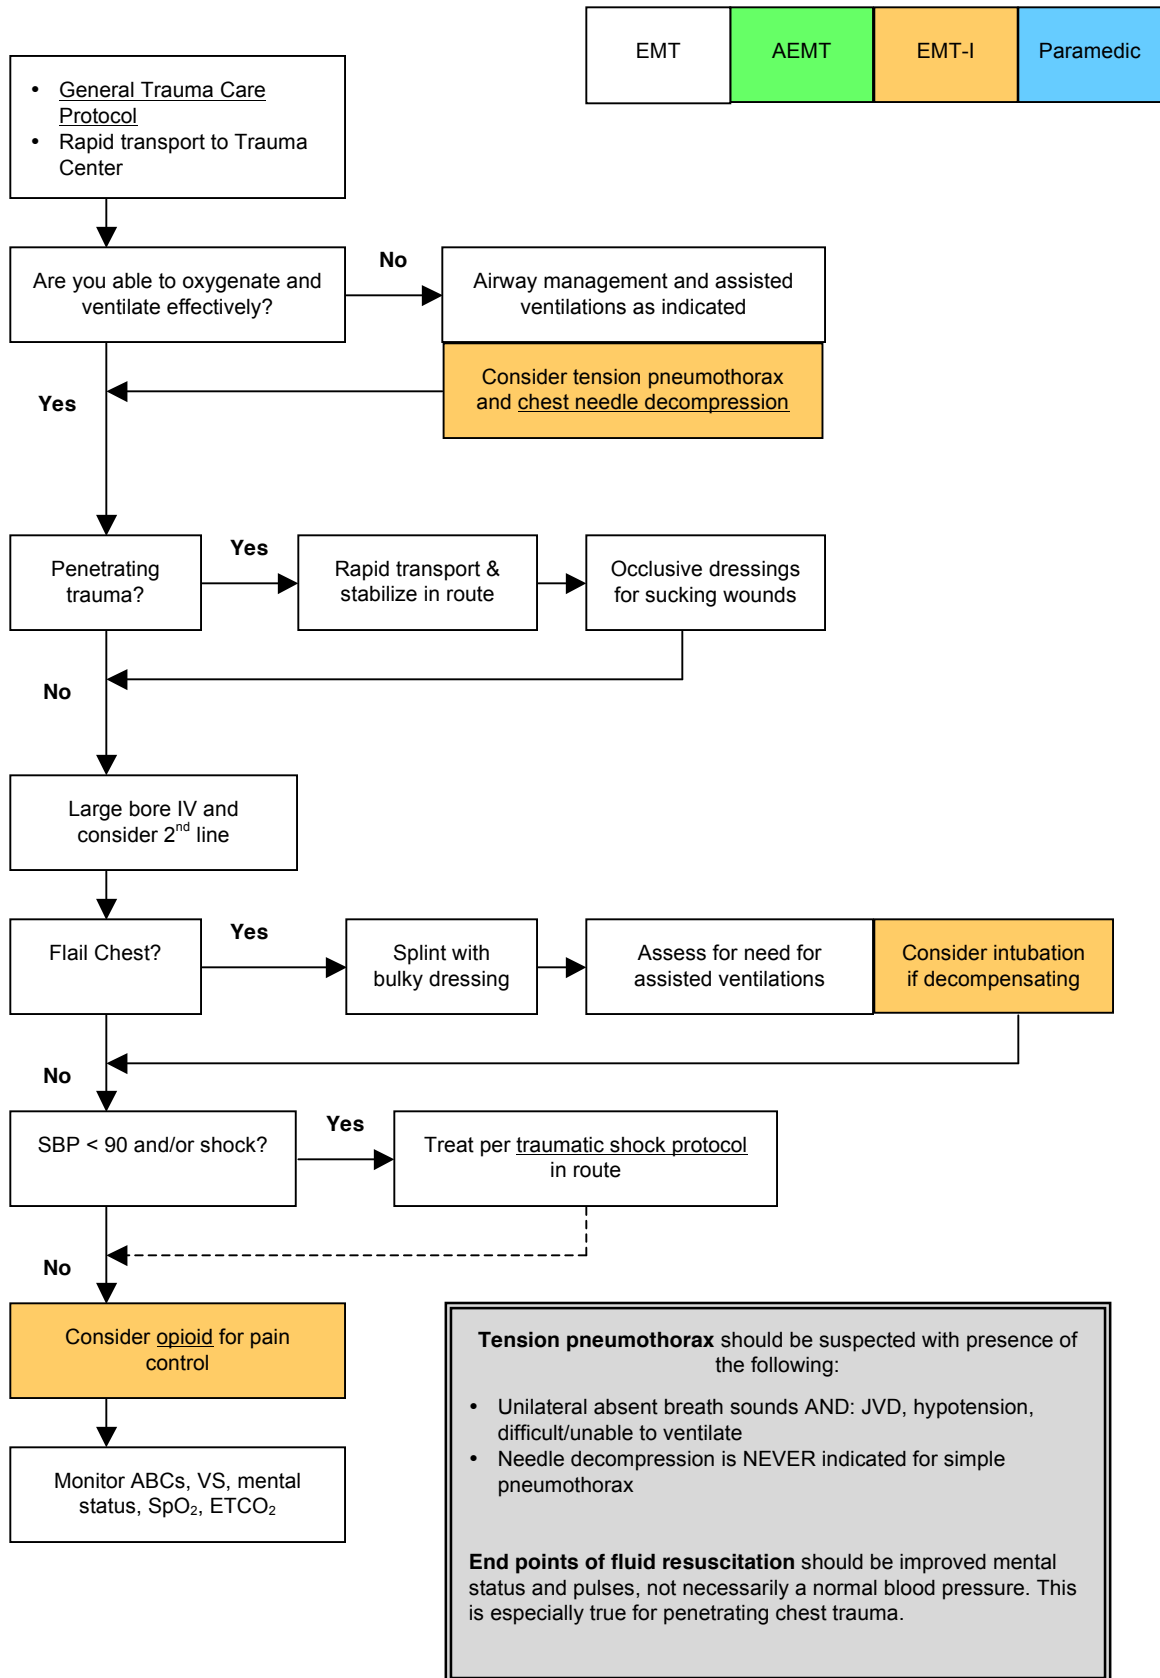 EMT
AEMT
EMT-I
Paramedic
• General Trauma Care
Protocol
• Rapid transport to Trauma
Center
Are you able to oxygenate and
ventilate effectively?
No
Airway management and assisted
ventilations as indicated
Consider tension pneumothorax
and chest needle decompression
Yes
Penetrating
trauma?
Yes
Rapid transport &
stabilize in route
Occlusive dressings
for sucking wounds
No
Large bore IV and
consider 2nd line
Flail Chest?
Yes
Splint with
bulky dressing
Assess for need for
assisted ventilations
Consider intubation
if decompensating
No
SBP < 90 and/or shock?
Yes
Treat per traumatic shock protocol
in route
No
Consider opioid for pain
control
Monitor ABCs, VS, mental
status, SpO₂, ETCO₂
Tension pneumothorax should be suspected with presence of
the following:
• Unilateral absent breath sounds AND: JVD, hypotension,
difficult/unable to ventilate
• Needle decompression is NEVER indicated for simple
pneumothorax
End points of fluid resuscitation should be improved mental
status and pulses, not necessarily a normal blood pressure. This
is especially true for penetrating chest trauma.